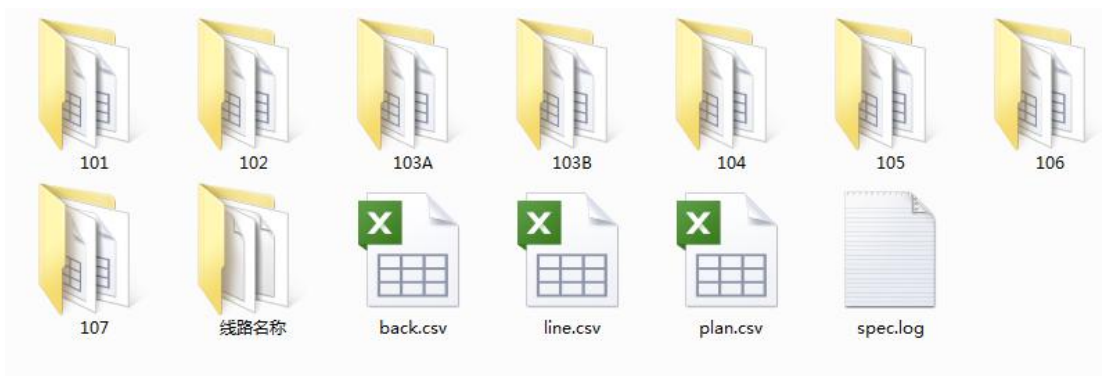 101 102 103A 103B 104 105 106
107 线路名称 back.csv line.csv plan.csv spec.log